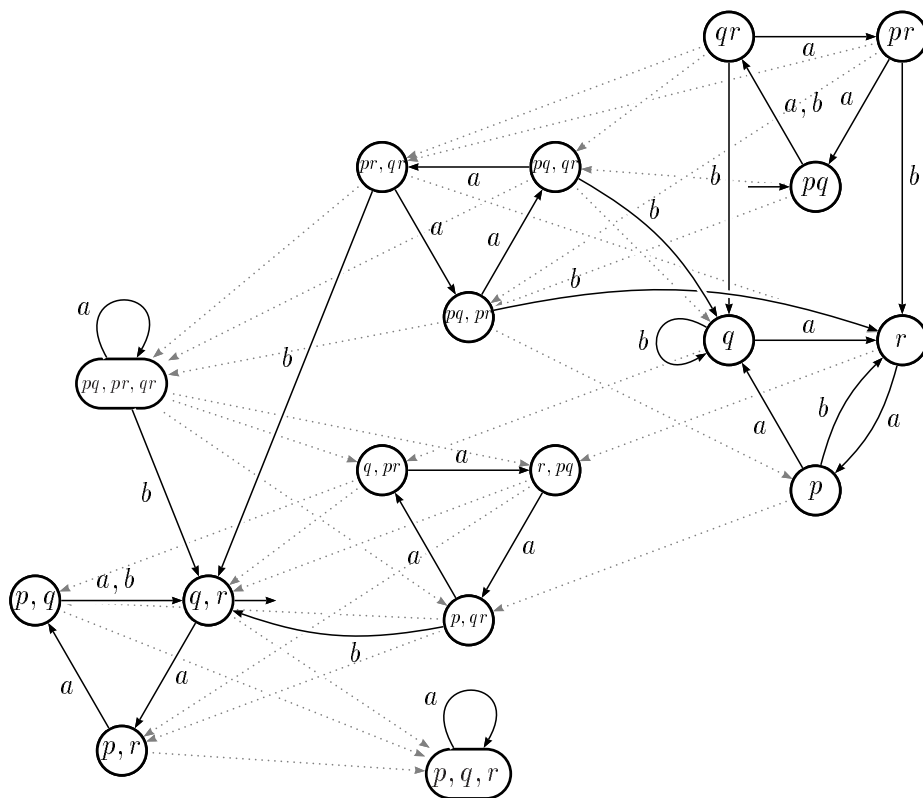 qr
a
pr
a, b
a
pr, qr
a
pq, qr
b
pq
b
a
a
b
b
pq, pr
a
b
q
a
r
b
pq, pr, qr
b
a
a
b
q, pr
a
r, pq
p
b
a
a
p, q
a, b
q, r
p, qr
b
a
a
a
p, r
p, q, r